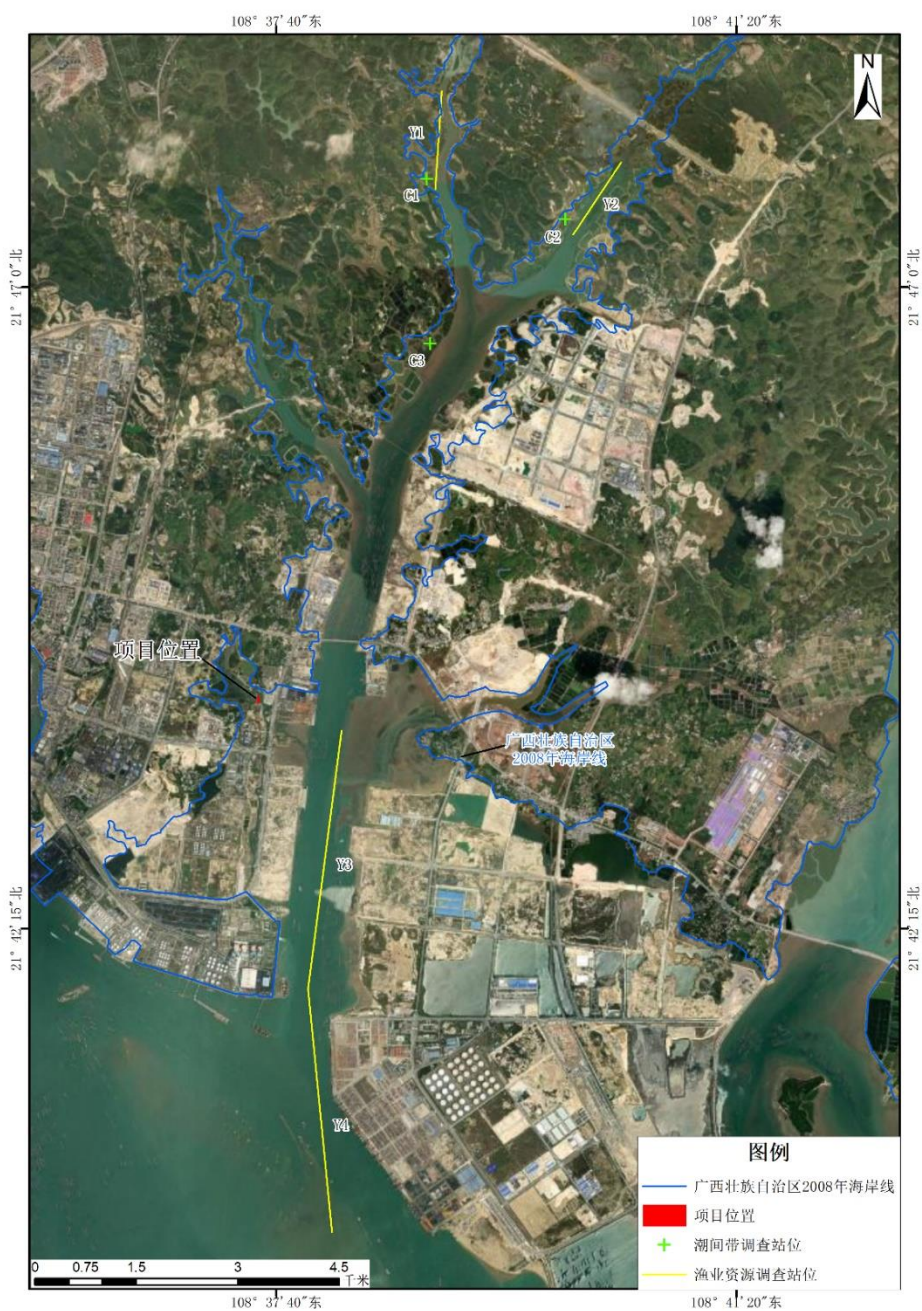 108° 37'40"东
108° 41'20"东
N
Y1
C1
Y2
C2
21° 47'0"北
21° 47'0"北
C3
项目位置
广西壮族自治区
2008年海岸线
Y3
21° 42'15"北
21° 42'15"北
Y4
图例
广西壮族自治区2008年海岸线
项目位置
潮间带调查站位
渔业资源调查站位
0 0.75 1.5 3 4.5
千米
108° 37'40"东
108° 41'20"东